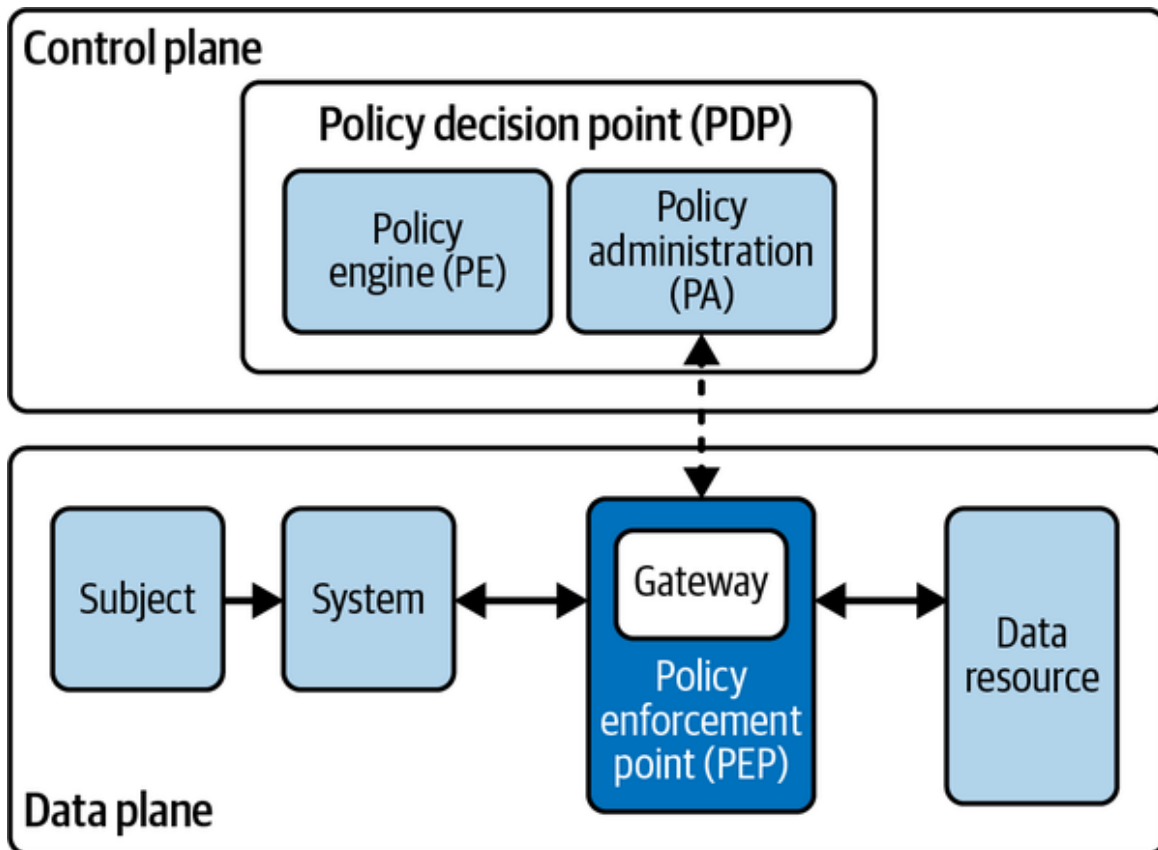 Control plane
Policy decision point (PDP)
Policy
engine (PE)
Policy
administration
(PA)
Subject
System
Gateway
Policy
enforcement
point (PEP)
Data
resource
Data plane